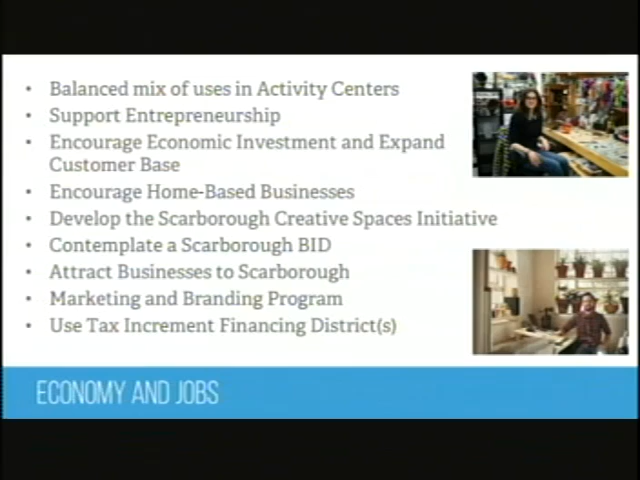 • Balanced mix of uses in Activity Centers
• Support Entrepreneurship
• Encourage Economic Investment and Expand
Customer Base
• Encourage Home-Based Businesses
• Develop the Scarborough Creative Spaces Initiative
• Contemplate a Scarborough BID
• Attract Businesses to Scarborough
• Marketing and Branding Program
• Use Tax Increment Financing District(s)
ECONOMY AND JOBS